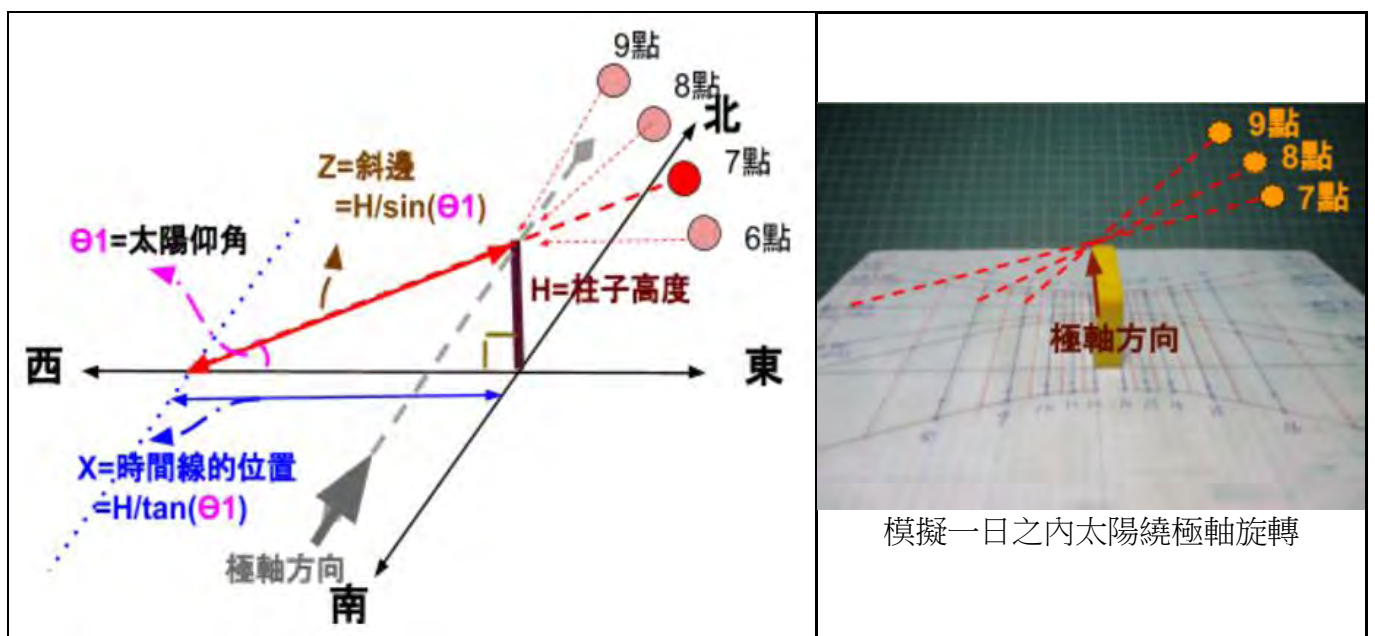 9點
8點
北
7點
6點
Z=斜邊
=H/sin(Θ1)
Θ1=太陽仰角
H=柱子高度
西
東
X=時間線的位置
=H/tan(Θ1)
極軸方向
南
9點
8點
7點
極軸方向
模擬一日之內太陽繞極軸旋轉